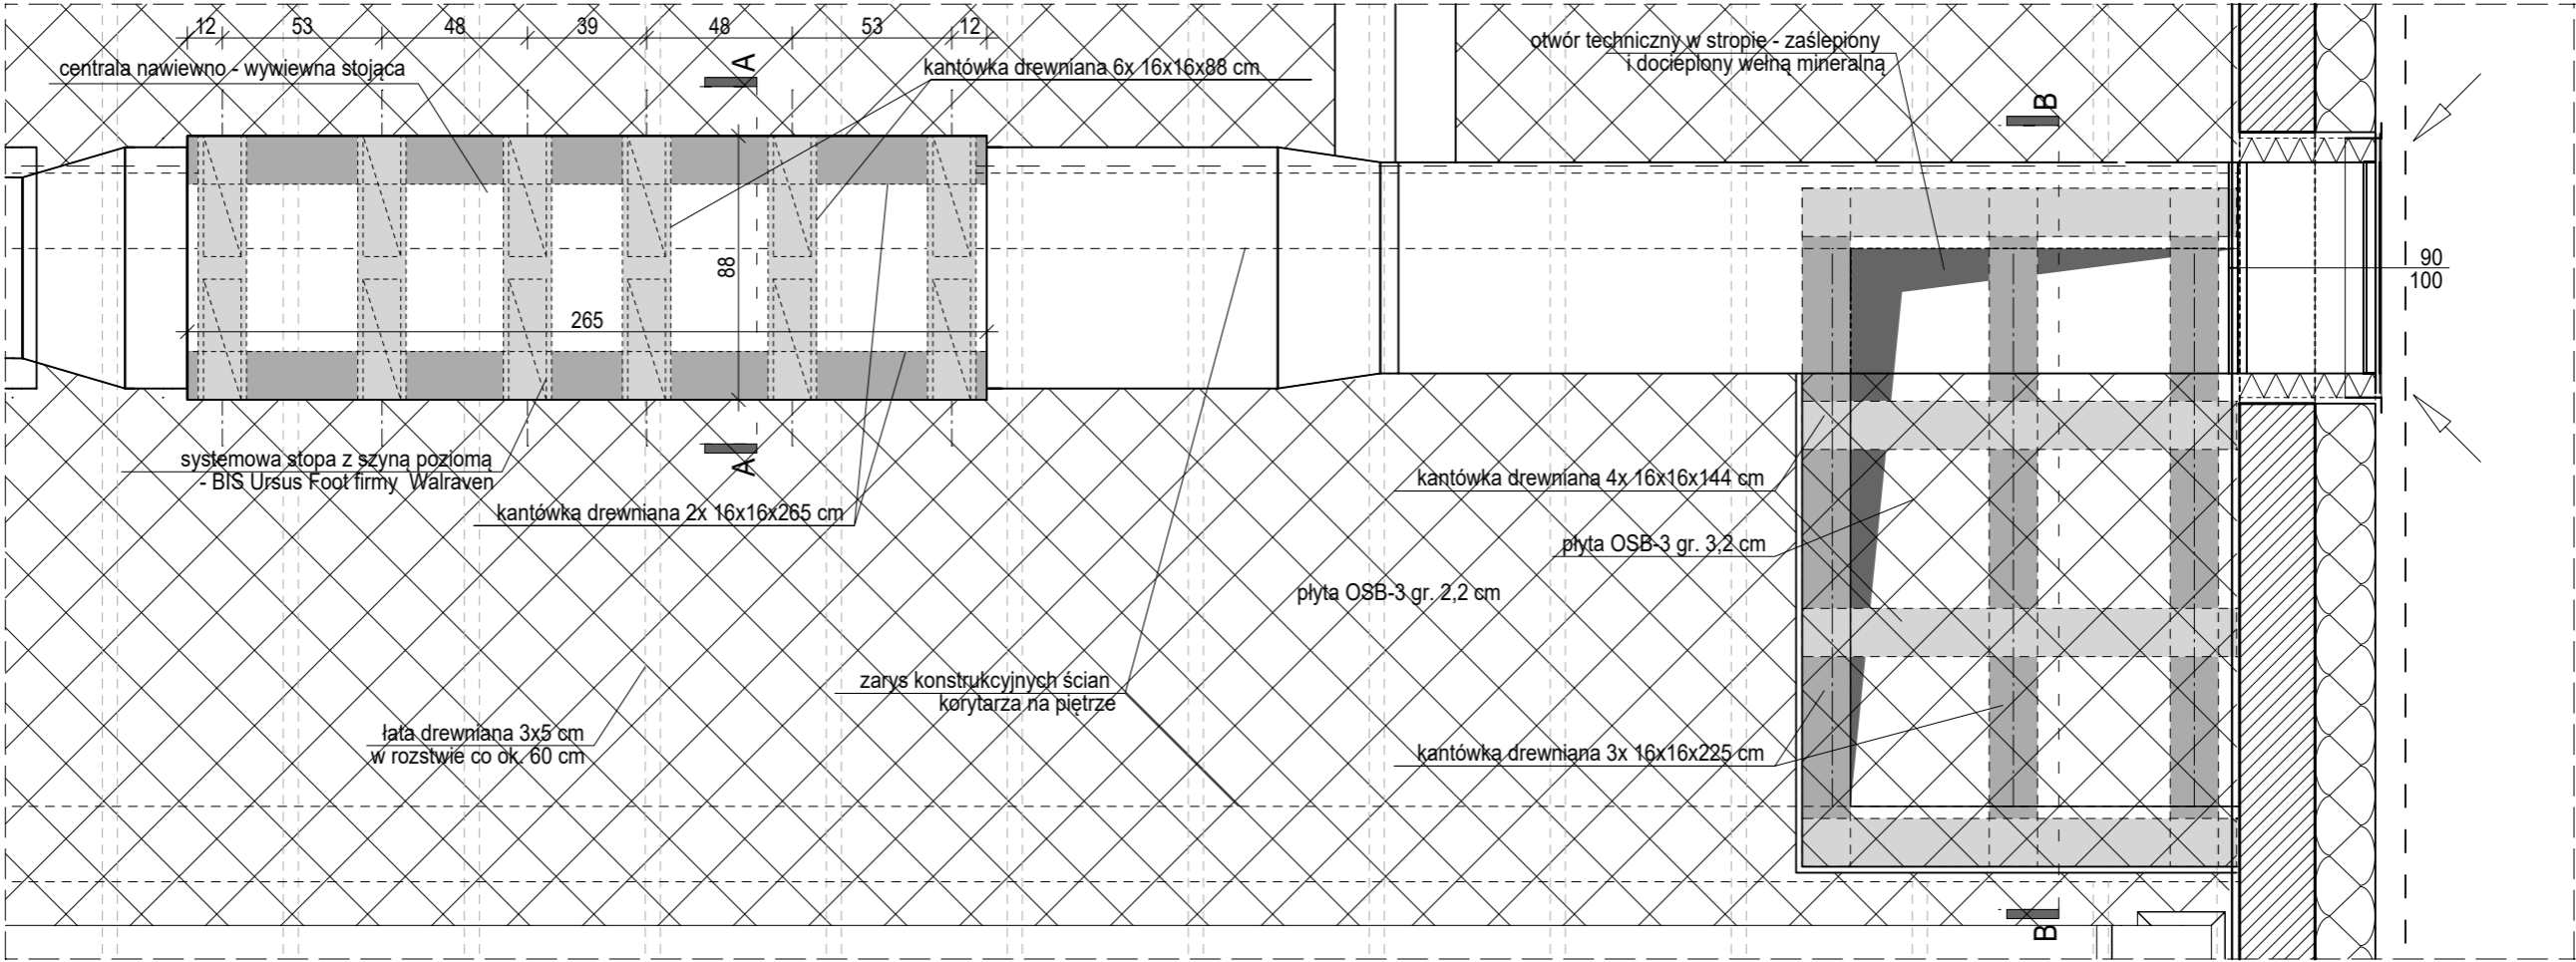 12 53 48 39 48 53 12
centrala nawiewno - wywiewna stojąca
A
kantówka drewniana 6x 16x16x88 cm
otwór techniczny w stropie - zaślepiony
i docieplony wełną mineralną
B
88
265
90
100
systemowa stopa z szyną poziomą
- BIS Ursus Foot firmy Walraven
A
kantówka drewniana 2x 16x16x265 cm
kantówka drewniana 4x 16x16x144 cm
płyta OSB-3 gr. 3,2 cm
płyta OSB-3 gr. 2,2 cm
zarys konstrukcyjnych ścian
korytarza na piętrze
łata drewniana 3x5 cm
w rozstwie co ok. 60 cm
kantówka drewniana 3x 16x16x225 cm
B